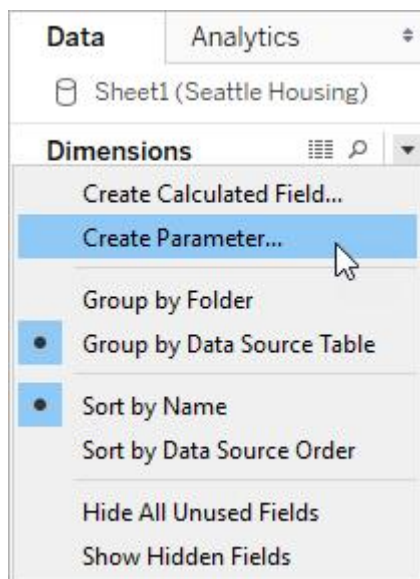 Data
Analytics
Sheet1 (Seattle Housing)
Dimensions
Create Calculated Field...
Create Parameter...
Group by Folder
Group by Data Source Table
Sort by Name
Sort by Data Source Order
Hide All Unused Fields
Show Hidden Fields